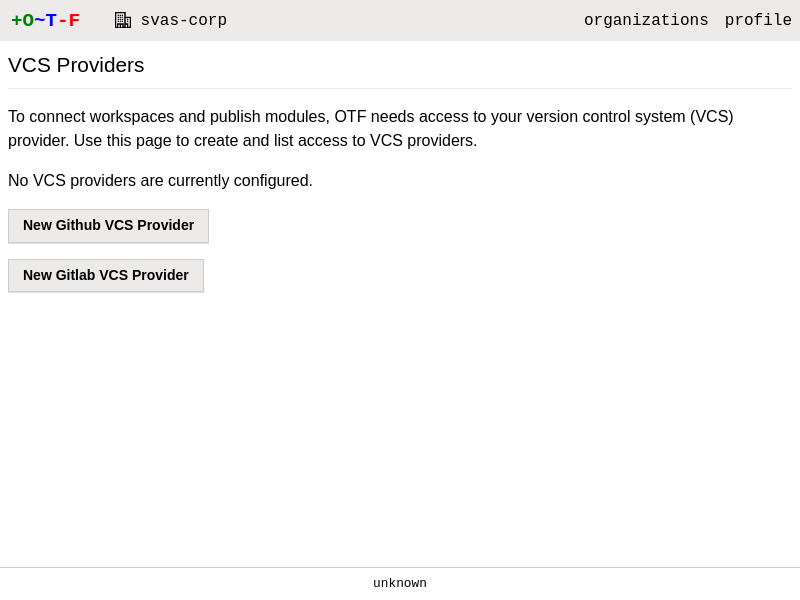 +O~T-F svas-corp organizations profile
VCS Providers
To connect workspaces and publish modules, OTF needs access to your version control system (VCS)
provider. Use this page to create and list access to VCS providers.
No VCS providers are currently configured.
New Github VCS Provider
New Gitlab VCS Provider
unknown